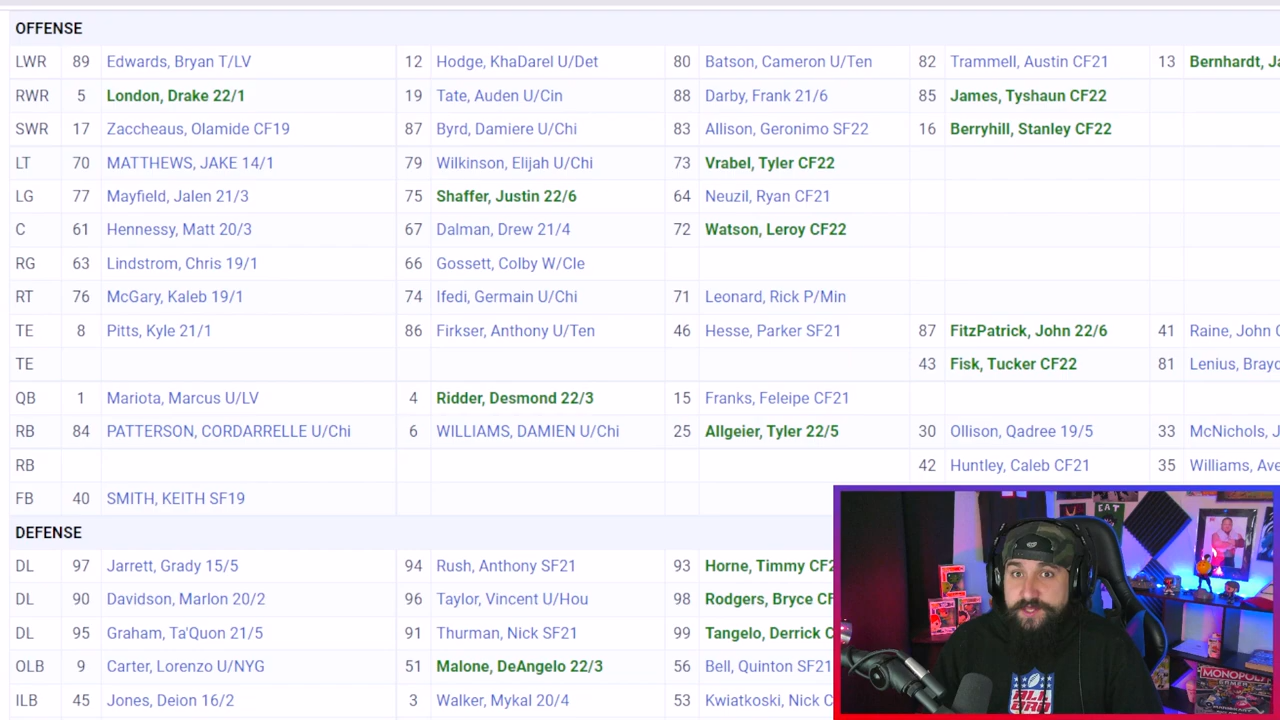 OFFENSE
LWR 89 Edwards, Bryan T/LV 12 Hodge, KhaDarel U/Det 80 Batson, Cameron U/Ten 82 Trammell, Austin CF21 13 Bernhardt, Ja
RWR 5 London, Drake 22/1 19 Tate, Auden U/Cin 88 Darby, Frank 21/6 85 James, Tyshaun CF22
SWR 17 Zaccheaus, Olamide CF19 87 Byrd, Damiere U/Chi 83 Allison, Geronimo SF22 16 Berryhill, Stanley CF22
LT 70 MATTHEWS, JAKE 14/1 79 Wilkinson, Elijah U/Chi 73 Vrabel, Tyler CF22
LG 77 Mayfield, Jalen 21/3 75 Shaffer, Justin 22/6 64 Neuzil, Ryan CF21
C 61 Hennessy, Matt 20/3 67 Dalman, Drew 21/4 72 Watson, Leroy CF22
RG 63 Lindstrom, Chris 19/1 66 Gossett, Colby W/Cle
RT 76 McGary, Kaleb 19/1 74 Ifedi, Germain U/Chi 71 Leonard, Rick P/Min
TE 8 Pitts, Kyle 21/1 86 Firkser, Anthony U/Ten 46 Hesse, Parker SF21 87 FitzPatrick, John 22/6 41 Raine, John
TE 43 Fisk, Tucker CF22 81 Lenius, Brayd
QB 1 Mariota, Marcus U/LV 4 Ridder, Desmond 22/3 15 Franks, Feleipe CF21
RB 84 PATTERSON, CORDARRELLE U/Chi 6 WILLIAMS, DAMIEN U/Chi 25 Allgeier, Tyler 22/5 30 Ollison, Qadree 19/5 33 McNichols, J
RB 42 Huntley, Caleb CF21 35 Williams, Ave
FB 40 SMITH, KEITH SF19
DEFENSE
DL 97 Jarrett, Grady 15/5 94 Rush, Anthony SF21 93 Horne, Timmy CF2
DL 90 Davidson, Marlon 20/2 96 Taylor, Vincent U/Hou 98 Rodgers, Bryce CF
DL 95 Graham, Ta'Quon 21/5 91 Thurman, Nick SF21 99 Tangelo, Derrick C
OLB 9 Carter, Lorenzo U/NYG 51 Malone, DeAngelo 22/3 56 Bell, Quinton SF21
ILB 45 Jones, Deion 16/2 3 Walker, Mykal 20/4 53 Kwiatkoski, Nick
MONOPOLY